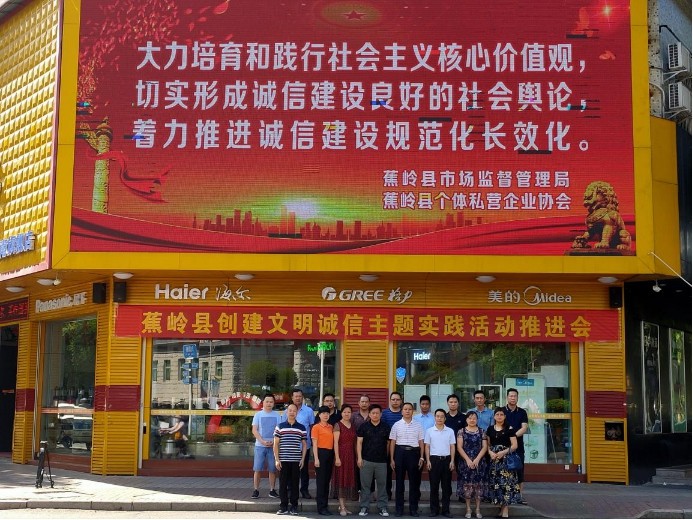 大力培育和践行社会主义核心价值观，
切实形成诚信建设良好的社会舆论，
着力推进诚信建设规范化长效化。
蕉岭县市场监督管理局
蕉岭县个体私营企业协会
Panasonic
Haier 海尔
GREE 格力
美的 Midea
蕉岭县创建文明诚信主题实践活动推进会
Haier